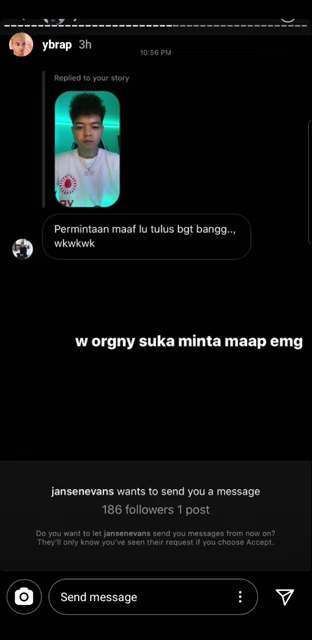 ybrap 3h
10:56 PM
Replied to your story
Permintaan maaf lu tulus bgt bangg..,
wkwkwk
w orgny suka minta maap emg
jansenevans wants to send you a message
186 followers 1 post
Do you want to let jansenevans send you messages from now on?
They'll only know you've seen their request if you choose Accept.
Send message